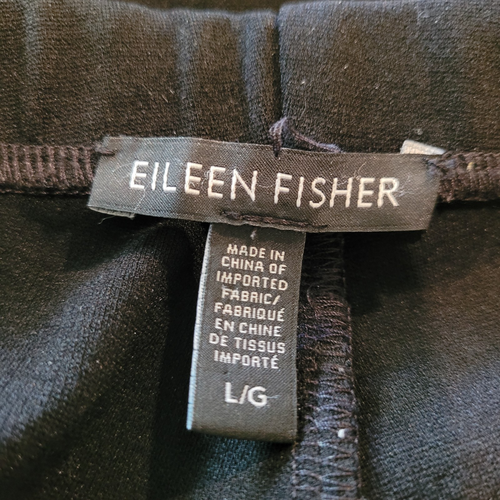 EILEEN FISHER
MADE IN
CHINA OF
IMPORTED
FABRIC/
FABRIQUÉ
EN CHINE
DE TISSUS
IMPORTÉ
L/G